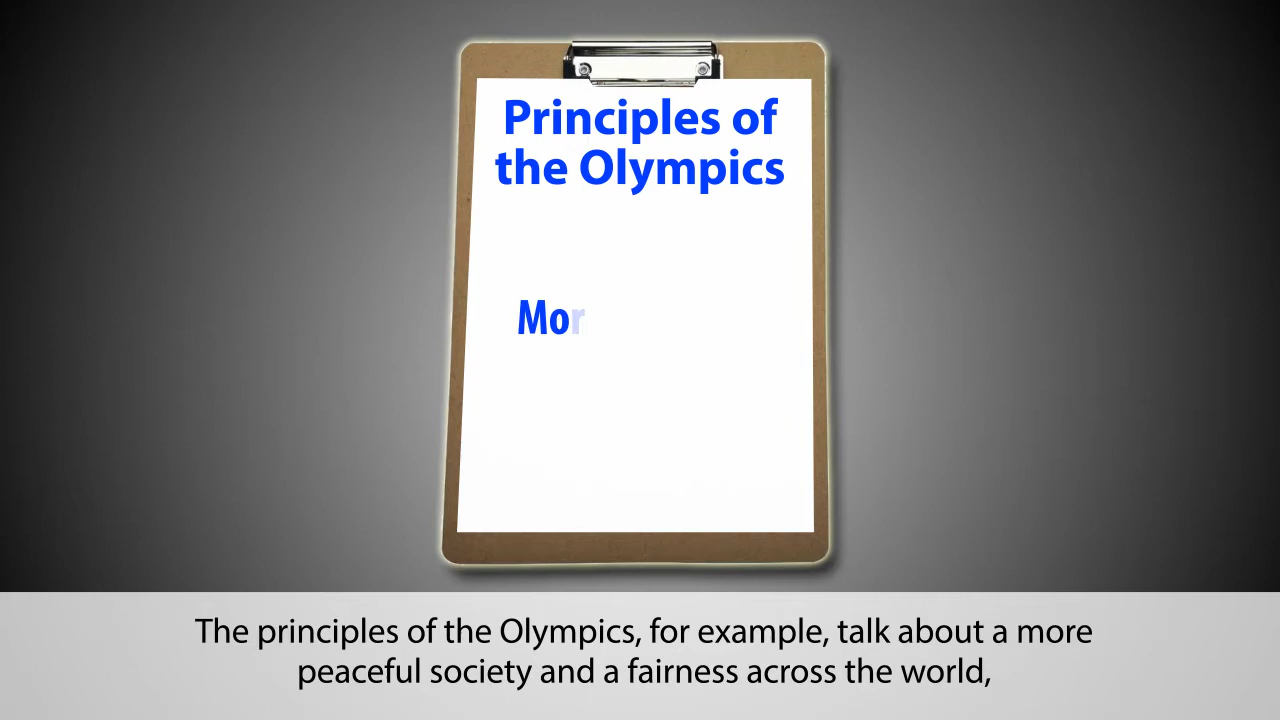 Principles of
the Olympics
Mor
The principles of the Olympics, for example, talk about a more
peaceful society and a fairness across the world,